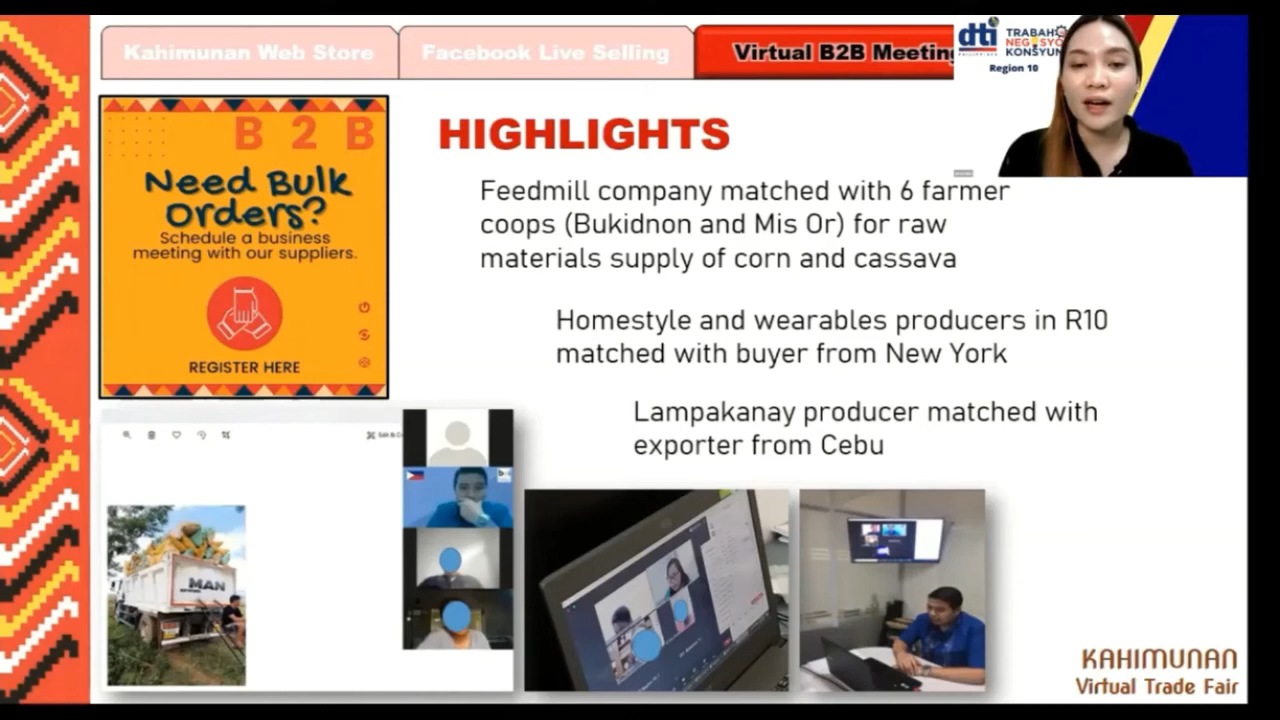 Kahimunan Web Store
Facebook Live Selling
Virtual B2B Meeting
dti
PHILIPPINES
TRABAHO
NEGOSYO
KONSYUM
Region 10
B 2 B
Need Bulk
Orders?
Schedule a business
meeting with our suppliers.
REGISTER HERE
HIGHLIGHTS
Feedmill company matched with 6 farmer
coops (Bukidnon and Mis Or) for raw
materials supply of corn and cassava
Homestyle and wearables producers in R10
matched with buyer from New York
Lampakanay producer matched with
exporter from Cebu
MAN
KAHIMUNAN
Virtual Trade Fair